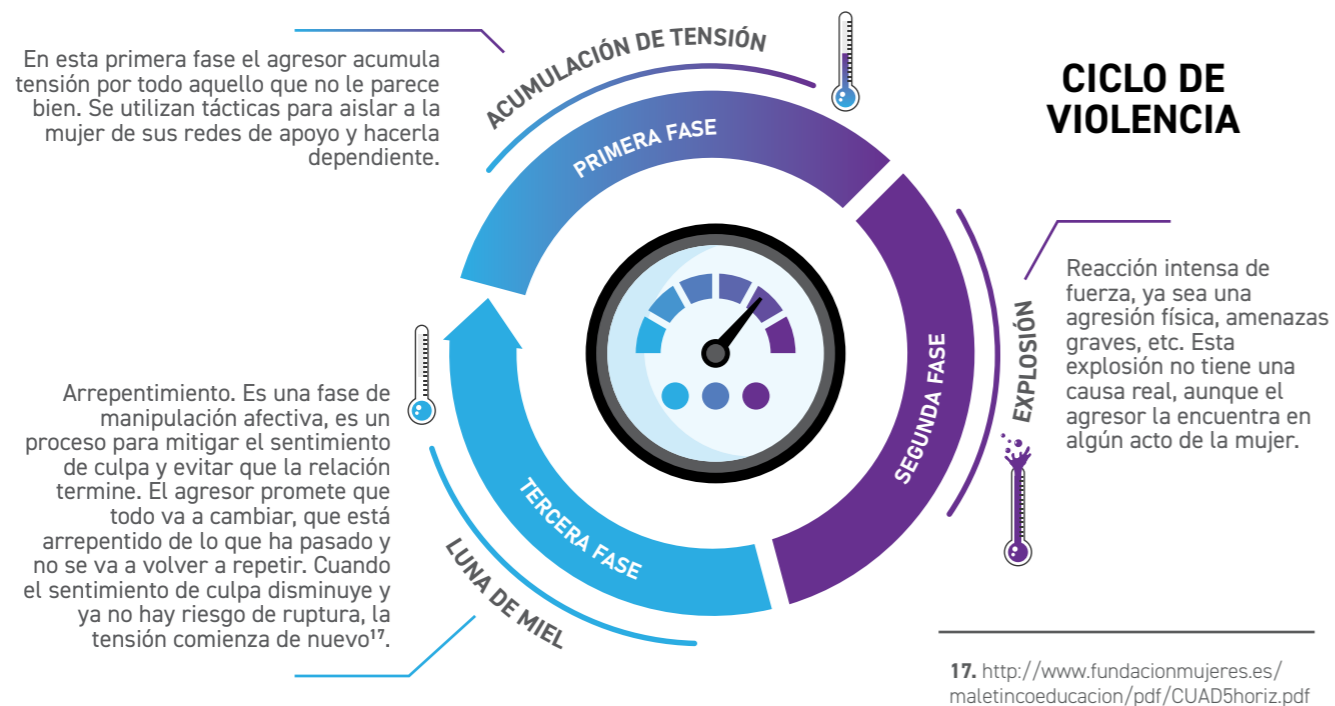 CICLO DE
VIOLENCIA
ACUMULACIÓN DE TENSIÓN
PRIMERA FASE
En esta primera fase el agresor acumula
tensión por todo aquello que no le parece
bien. Se utilizan tácticas para aislar a la
mujer de sus redes de apoyo y hacerla
dependiente.
SEGUNDA FASE
EXPLOSIÓN
Reacción intensa de
fuerza, ya sea una
agresión física, amenazas
graves, etc. Esta
explosión no tiene una
causa real, aunque el
agresor la encuentra en
algún acto de la mujer.
TERCERA FASE
LUNA DE MIEL
Arrepentimiento. Es una fase de
manipulación afectiva, es un
proceso para mitigar el sentimiento
de culpa y evitar que la relación
termine. El agresor promete que
todo va a cambiar, que está
arrepentido de lo que ha pasado y
no se va a volver a repetir. Cuando
el sentimiento de culpa disminuye y
ya no hay riesgo de ruptura, la
tensión comienza de nuevo¹⁷.
17. http://www.fundacionmujeres.es/
maletincoeducacion/pdf/CUAD5horiz.pdf